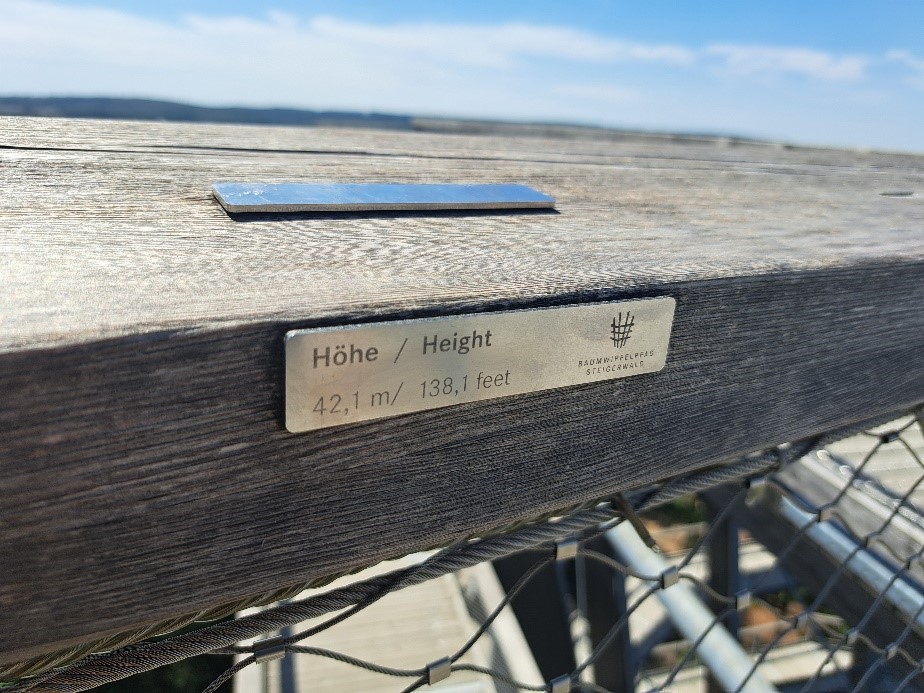 Höhe / Height
42,1 m/ 138,1 feet
BAUMWIPFELPFAD
STEIGERWALD